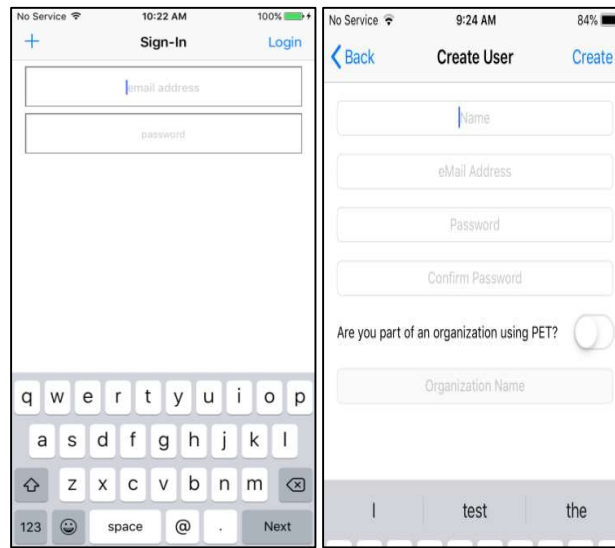 No Service 10:22 AM 100%
+ Sign-In Login
email address
password
q w e r t y u i o p
a s d f g h j k l
z x c v b n m
123 space @ . Next
No Service 9:24 AM 84%
Back Create User Create
Name
eMail Address
Password
Confirm Password
Are you part of an organization using PET?
Organization Name
I test the